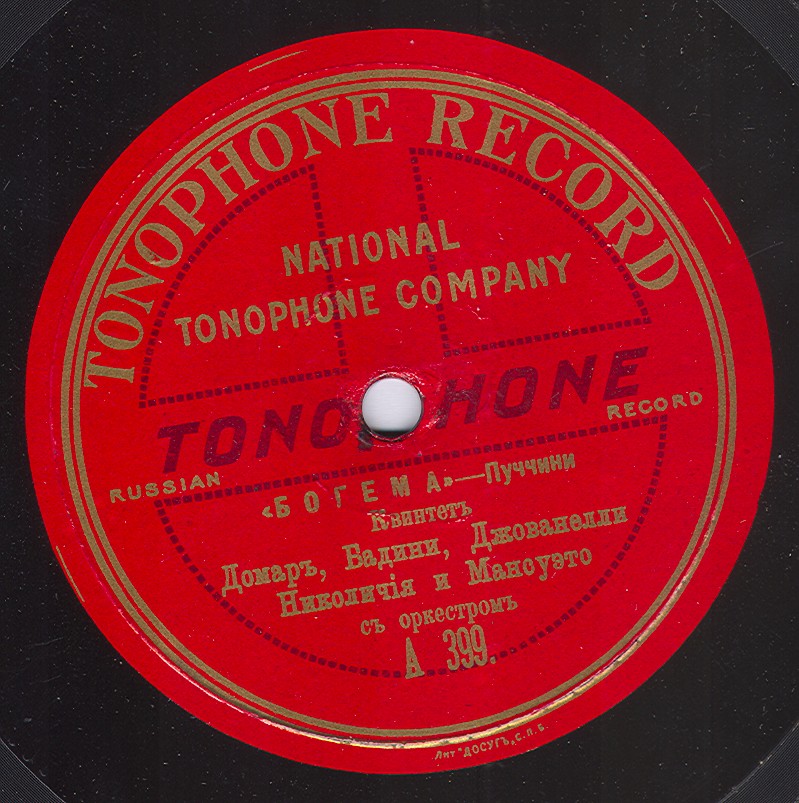 TONOPHONE RECORD
NATIONAL
TONOPHONE COMPANY
TONOPHONE
RUSSIAN RECORD
«БОГЕМА»—Пуччини
Квинтетъ
Домаръ, Бадини, Джованелли
Николичія и Мансуэто
съ оркестромъ
А 399.
Лит "ДОСУГЪ„ С.П.Б.